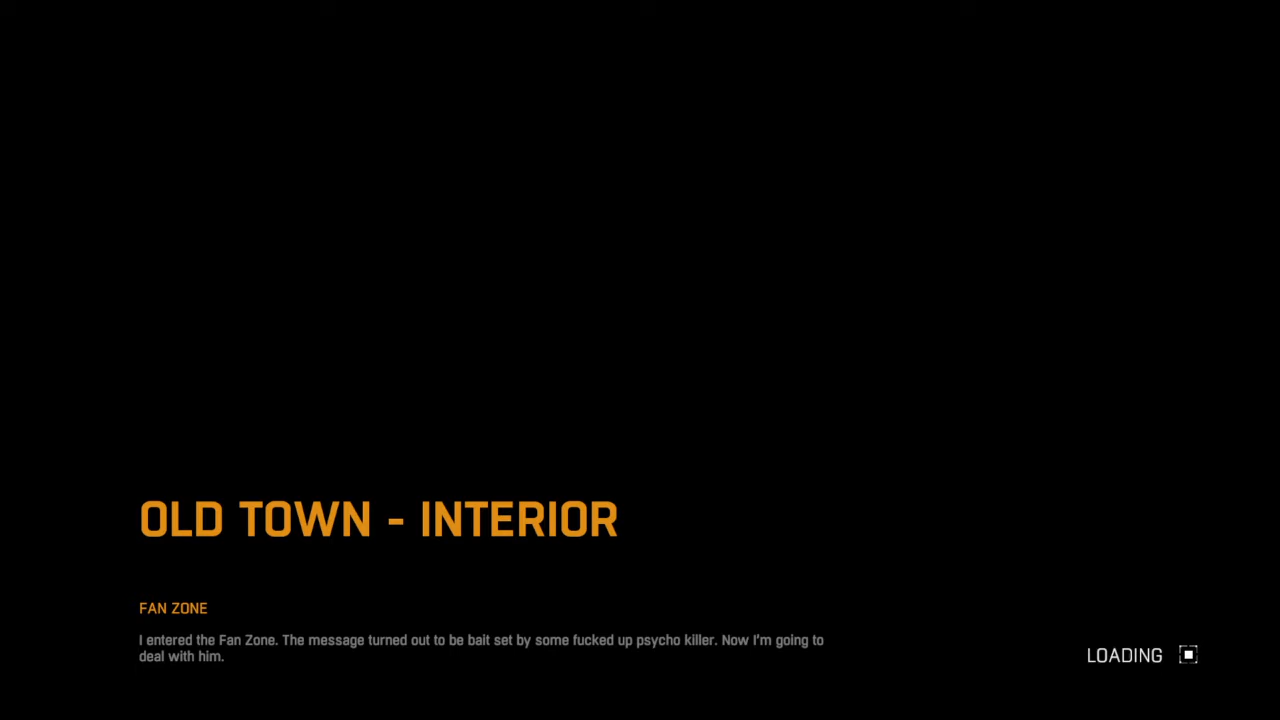 OLD TOWN - INTERIOR
FAN ZONE
I entered the Fan Zone. The message turned out to be bait set by some fucked up psycho killer. Now I'm going to
deal with him.
LOADING